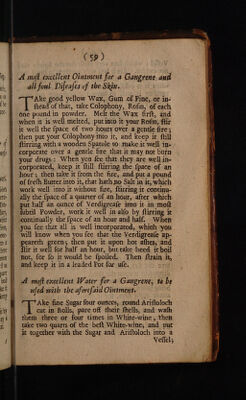 (59)
A most excellent Ointment for a Gangrene and
all foul Diseases of the Skin.
TAke good yellow Wax, Gum of Pine, or in-
stead of that, take Colophony, Rosin, of each
one pound in powder. Melt the Wax first, and
when it is well melted, put into it your Rosin, stir
it well the space of two hours over a gentle fire;
then put your Colophony into it, and keep it still
stirring with a wooden Spatule to make it well in-
corporate over a gentle fire that it may not burn
your drugs: When you see that they are well in-
corporated, keep it still stirring the space of an
hour; then take it from the fire, and put a pound
of fresh Butter into it, that hath no Salt in it, which
work well into it without fire, stirring it continu-
ally the space of a quarter of an hour, after which
put half an ounce of Verdigrease into it in most
subtil Powder, work it well in also by stirring it
continually the space of an hour and half. When
you see that all is well incorporated, which you
will know when you see that the Verdigrease ap-
peareth green; then put it upon hot ashes, and
stir it well for half an hour, but take heed it boil
not, for so it would be spoiled. Then strain it,
and keep it in a leaded Pot for use.
A most excellent Water for a Gangrene, to be
used with the aforesaid Ointment.
TAke fine Sugar four ounces, round Aristoloch
cut in Rolls, pare off their shells, and wash
them three or four times in White-wine, then
take two quarts of the best White-wine, and put
it together with the Sugar and Aristoloch into a
Vessel;